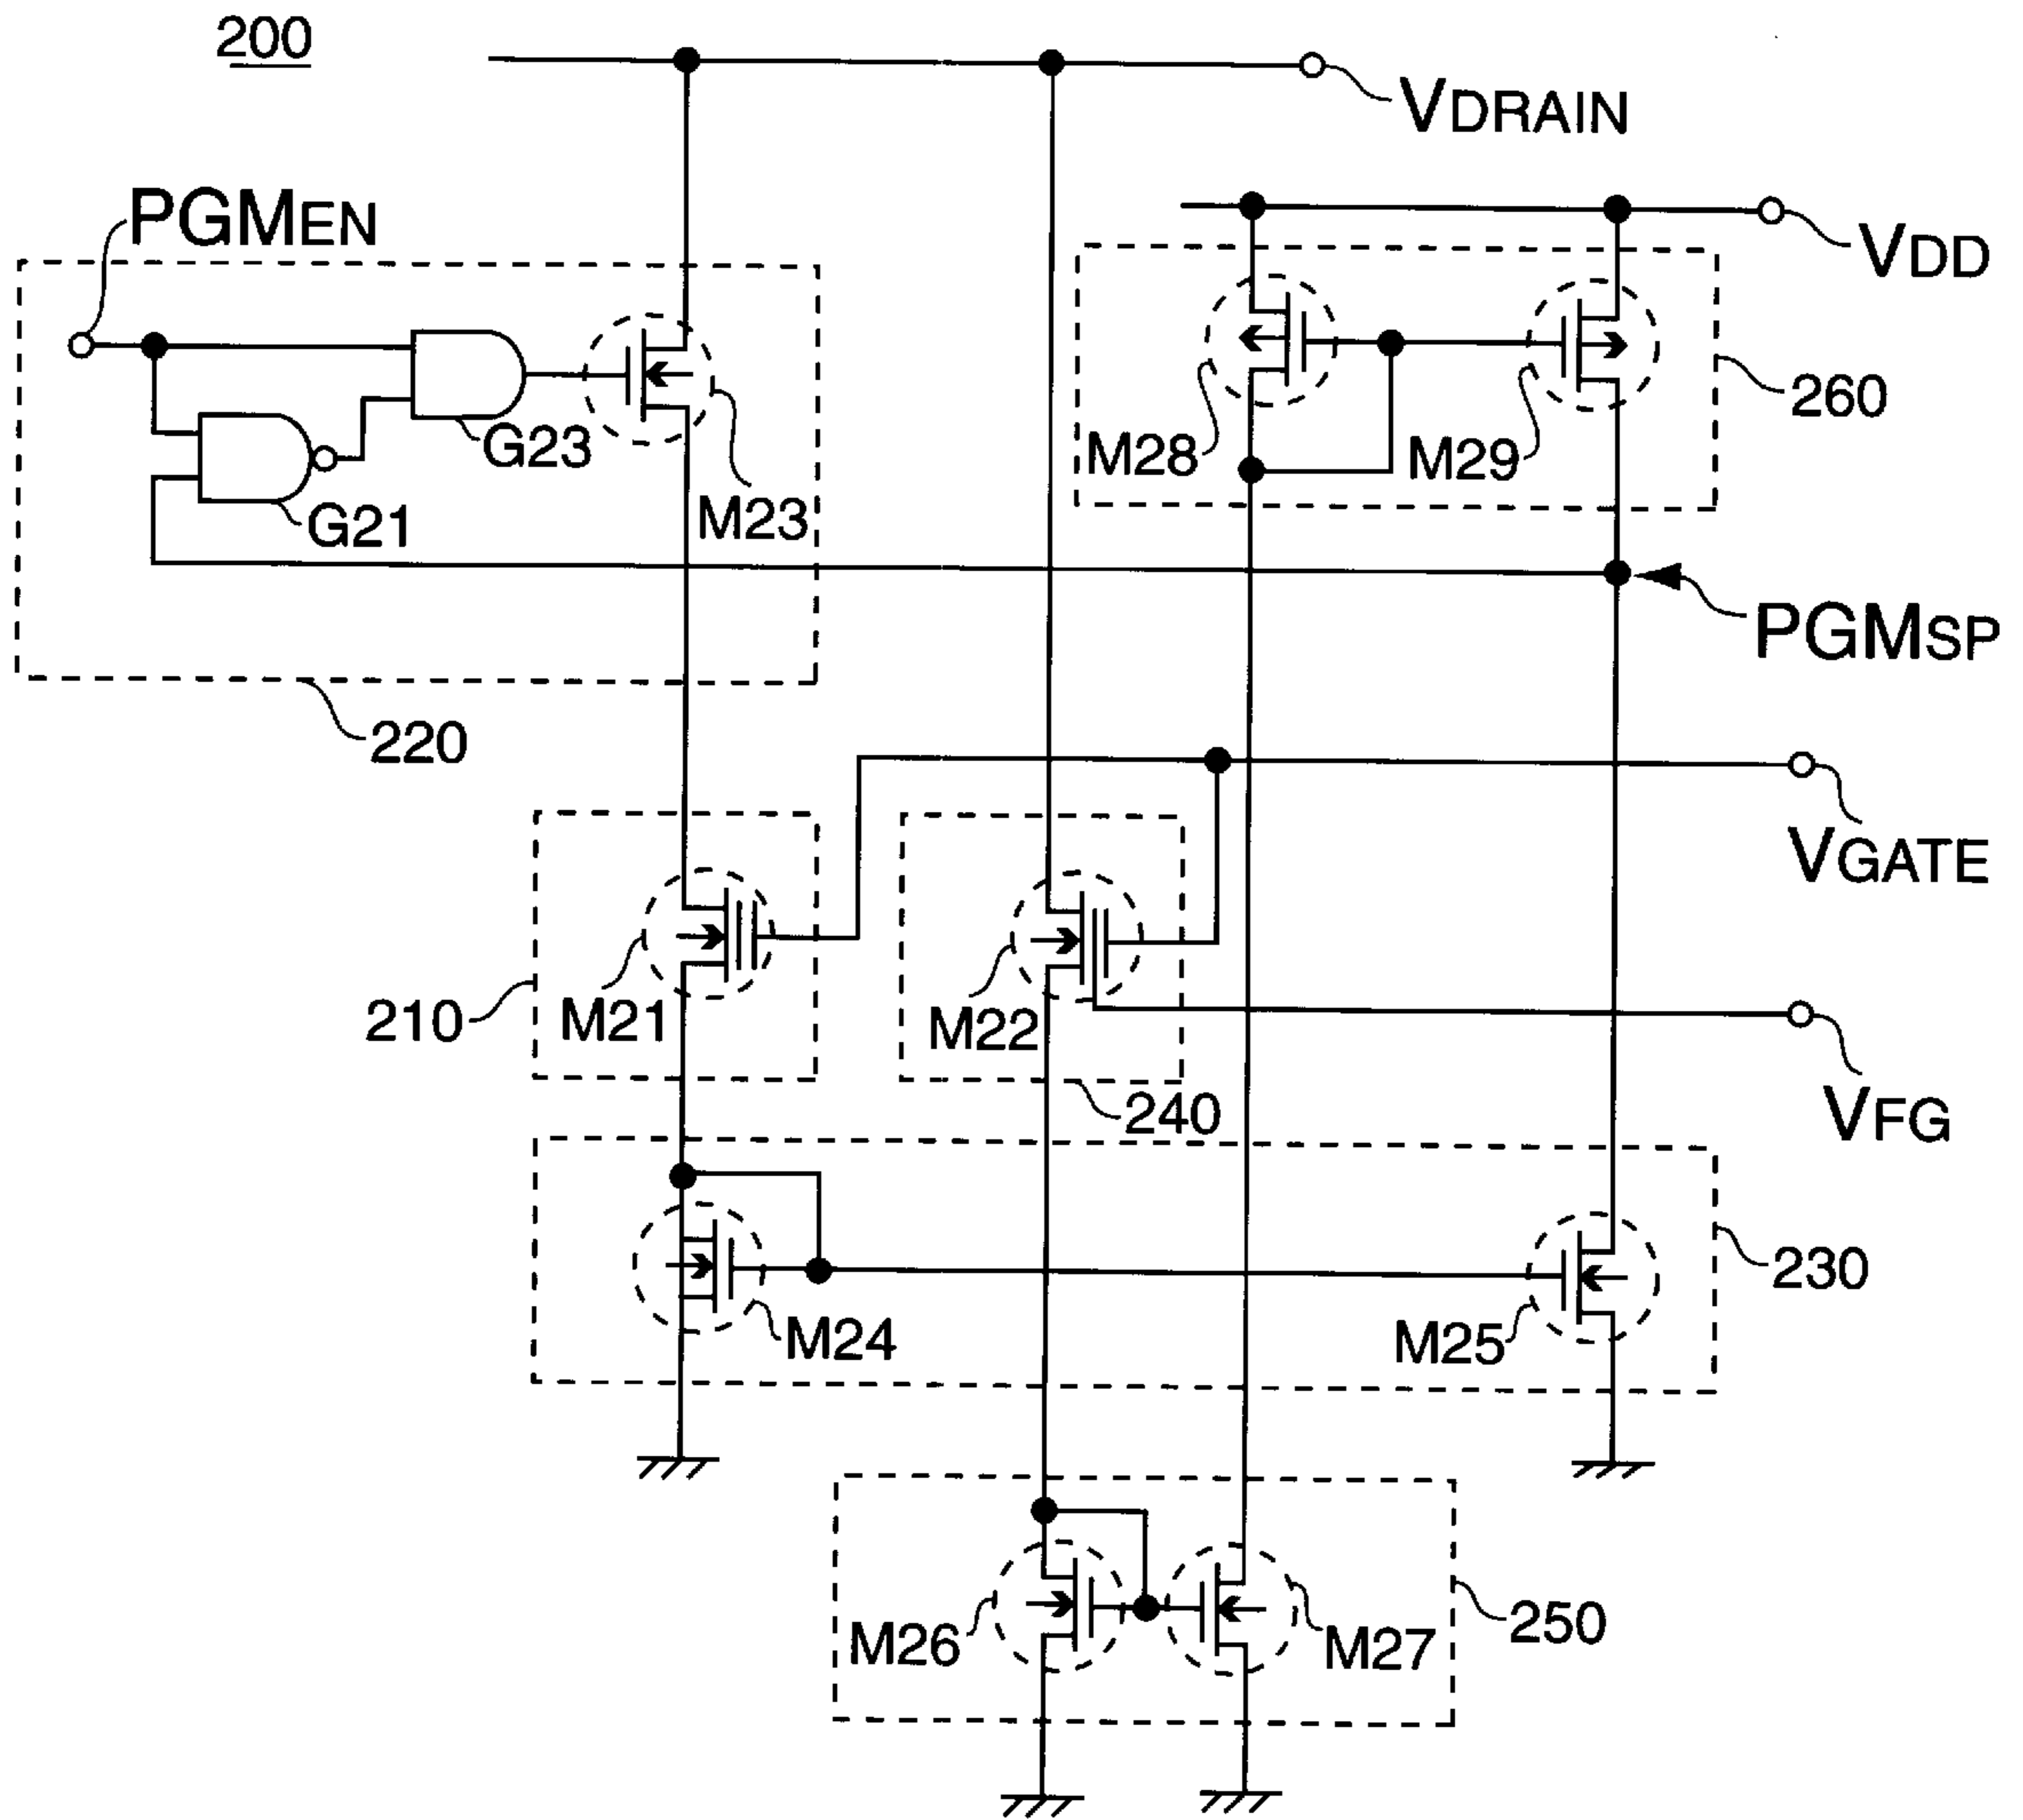 200
VDRAIN
PGMEN
VDD
260
G23
M28
M29
M23
G21
PGMSP
220
VGATE
M21
M22
210
240
VFG
230
M24
M25
M26
M27
250